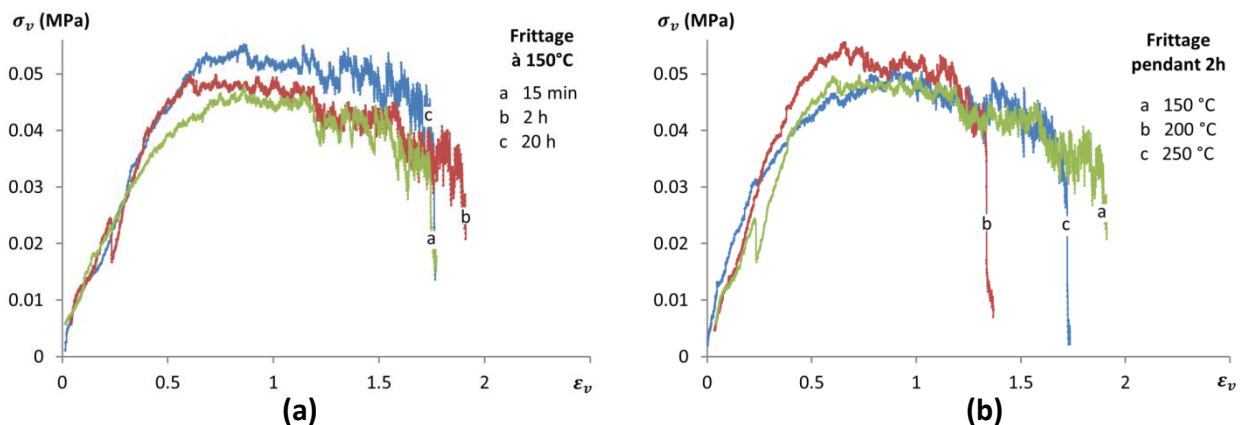 σᵥ (MPa)
0.05
0.04
0.03
0.02
0.01
0
0
0.5
1
1.5
2
εᵥ
Frittage
à 150°C
a 15 min
b 2 h
c 20 h
c
b
a
(a)
σᵥ (MPa)
0.05
0.04
0.03
0.02
0.01
0
0
0.5
1
1.5
2
εᵥ
Frittage
pendant 2h
a 150 °C
b 200 °C
c 250 °C
b
c
a
(b)